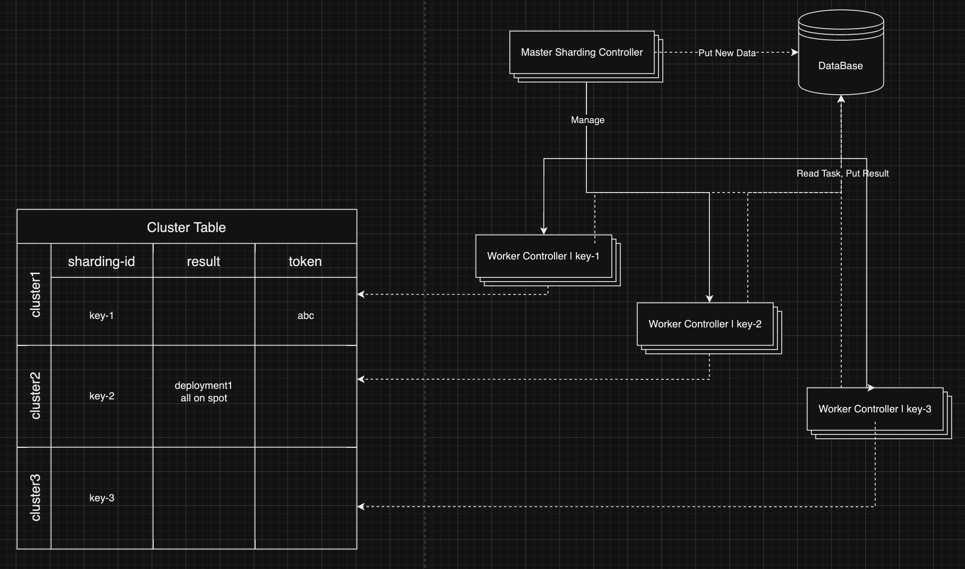 Master Sharding Controller
Put New Data
DataBase
Manage
Read Task, Put Result
Cluster Table
sharding-id
result
token
cluster1
key-1
abc
cluster2
key-2
deployment1
all on spot
cluster3
key-3
Worker Controller | key-1
Worker Controller | key-2
Worker Controller | key-3